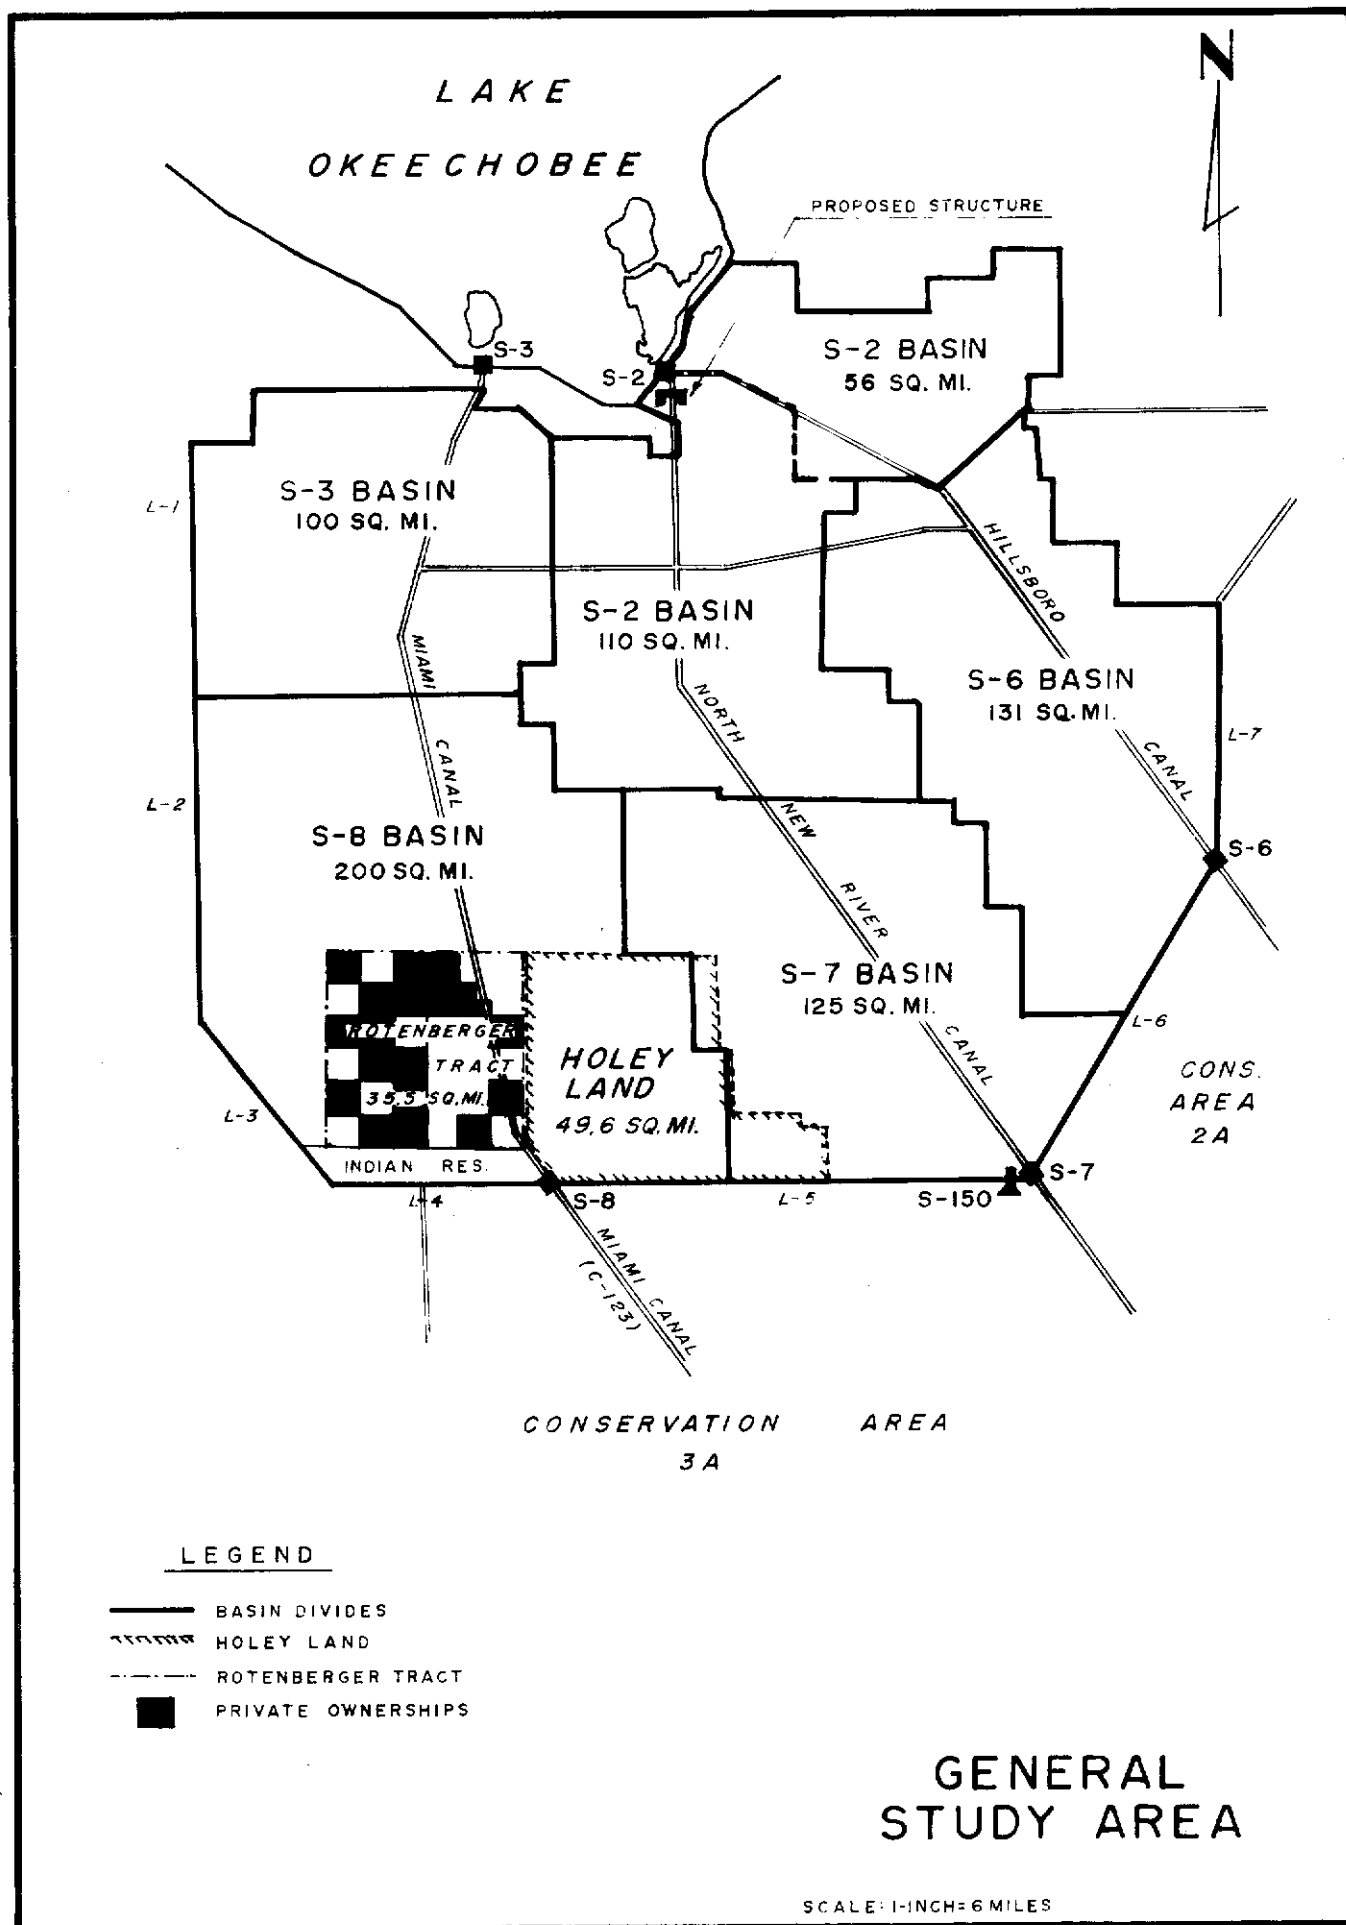 LAKE
OKEECHOBEE
N
PROPOSED STRUCTURE
S-3
S-2
S-2 BASIN
56 SQ. MI.
S-3 BASIN
100 SQ. MI.
L-1
HILLSBORO
CANAL
S-2 BASIN
110 SQ. MI.
MIAMI
CANAL
S-6 BASIN
131 SQ. MI.
NORTH
NEW
RIVER
CANAL
L-7
L-2
S-8 BASIN
200 SQ. MI.
S-6
S-7 BASIN
125 SQ. MI.
L-6
ROTENBERGER
TRACT
35.5 SQ. MI.
HOLEY
LAND
49.6 SQ. MI.
CONS.
AREA
2A
L-3
INDIAN RES.
L-4
S-8
L-5
S-150
S-7
MIAMI CANAL
(C-123)
CONSERVATION AREA
3A
LEGEND
BASIN DIVIDES
HOLEY LAND
ROTENBERGER TRACT
PRIVATE OWNERSHIPS
GENERAL
STUDY AREA
SCALE: 1-INCH = 6 MILES